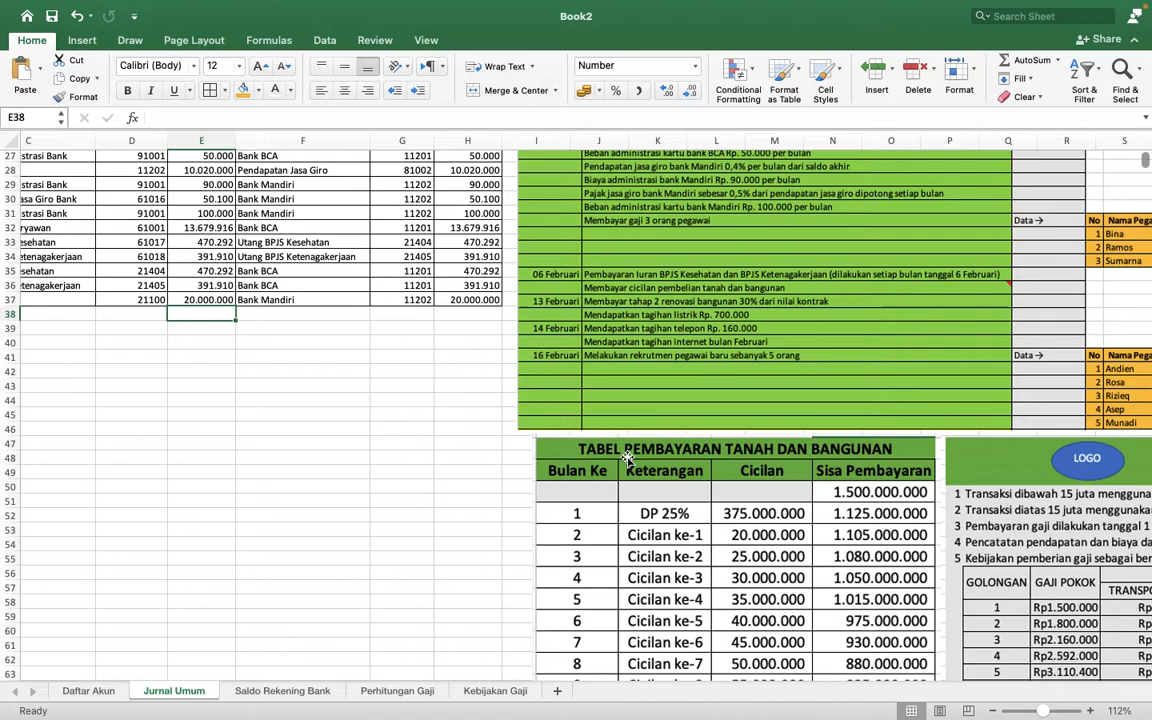 Book2
Search Sheet
Home Insert Draw Page Layout Formulas Data Review View
Share
Paste
Cut
Copy
Format
Calibri (Body) 12
B I U
Wrap Text
Merge & Center
Number
Conditional Formatting
Format as Table
Cell Styles
Insert Delete Format
AutoSum
Fill
Clear
Sort & Filter
Find & Select
E38 fx
C D E F G H I J K L M N O P Q R S
27 strasi Bank 91001 50.000 Bank BCA 11201 50.000
28 11202 10.020.000 Pendapatan Jasa Giro 81002 10.020.000
29 strasi Bank 91001 90.000 Bank Mandiri 11202 90.000
30 asa Giro Bank 61016 50.100 Bank Mandiri 11202 50.100
31 strasi Bank 91001 100.000 Bank Mandiri 11202 100.000
32 ryawan 61001 13.679.916 Bank BCA 11201 13.679.916
33 esehatan 61017 470.292 Utang BPJS Kesehatan 21404 470.292
34 etenagakerjaan 61018 391.910 Utang BPJS Ketenagakerjaan 21405 391.910
35 sehatan 21404 470.292 Bank BCA 11201 470.292
36 tenagakerjaan 21405 391.910 Bank BCA 11201 391.910
37 21100 20.000.000 Bank Mandiri 11202 20.000.000
38
39
40
41
42
43
44
45
46
47
48
49
50
51
52
53
54
55
56
57
58
59
60
61
62
63
Beban administrasi kartu bank BCA Rp. 50.000 per bulan
Pendapatan jasa giro bank Mandiri 0,4% per bulan dari saldo akhir
Biaya administrasi bank Mandiri Rp. 90.000 per bulan
Pajak jasa giro bank Mandiri sebesar 0,5% dari pendapatan jasa giro dipotong setiap bulan
Beban administrasi kartu bank Mandiri Rp. 100.000 per bulan
Membayar gaji 3 orang pegawai Data → No Nama Pega
1 Bina
2 Ramos
3 Sumarna
06 Februari Pembayaran Iuran BPJS Kesehatan dan BPJS Ketenagakerjaan (dilakukan setiap bulan tanggal 6 Februari)
Membayar cicilan pembelian tanah dan bangunan
13 Februari Membayar tahap 2 renovasi bangunan 30% dari nilai kontrak
Mendapatkan tagihan listrik Rp. 700.000
14 Februari Mendapatkan tagihan telepon Rp. 160.000
Mendapatkan tagihan internet bulan Februari
16 Februari Melakukan rekrutmen pegawai baru sebanyak 5 orang Data → No Nama Pega
1 Andien
2 Rosa
3 Rizieq
4 Asep
5 Munadi
TABEL PEMBAYARAN TANAH DAN BANGUNAN
Bulan Ke Keterangan Cicilan Sisa Pembayaran
1.500.000.000
1 DP 25% 375.000.000 1.125.000.000
2 Cicilan ke-1 20.000.000 1.105.000.000
3 Cicilan ke-2 25.000.000 1.080.000.000
4 Cicilan ke-3 30.000.000 1.050.000.000
5 Cicilan ke-4 35.000.000 1.015.000.000
6 Cicilan ke-5 40.000.000 975.000.000
7 Cicilan ke-6 45.000.000 930.000.000
8 Cicilan ke-7 50.000.000 880.000.000
LOGO
1 Transaksi dibawah 15 juta mengguna
2 Transaksi diatas 15 juta menggunaka
3 Pembayaran gaji dilakukan tanggal 1
4 Pencatatan pendapatan dan biaya da
5 Kebijakan pemberian gaji sebagai ber
GOLONGAN GAJI POKOK
TRANSPO
1 Rp1.500.000 Rp
2 Rp1.800.000 Rp
3 Rp2.160.000 Rp
4 Rp2.592.000 Rp
5 Rp3.110.400 Rp
Daftar Akun Jurnal Umum Saldo Rekening Bank Perhitungan Gaji Kebijakan Gaji
Ready
112%